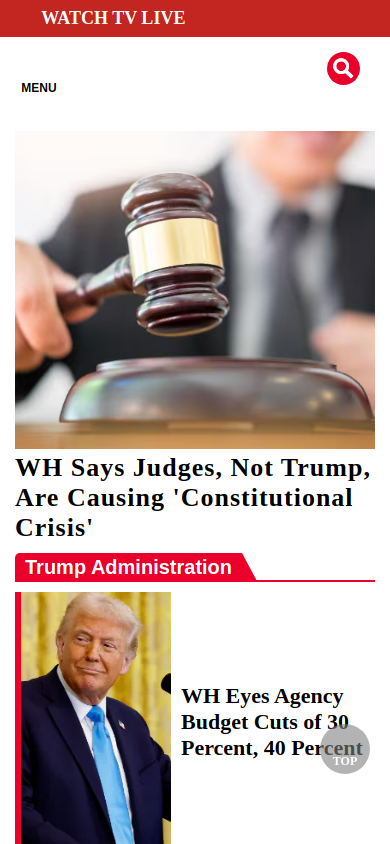 WATCH TV LIVE
MENU
WH Says Judges, Not Trump,
Are Causing 'Constitutional
Crisis'
Trump Administration
WH Eyes Agency
Budget Cuts of 30
Percent, 40 Percent
TOP